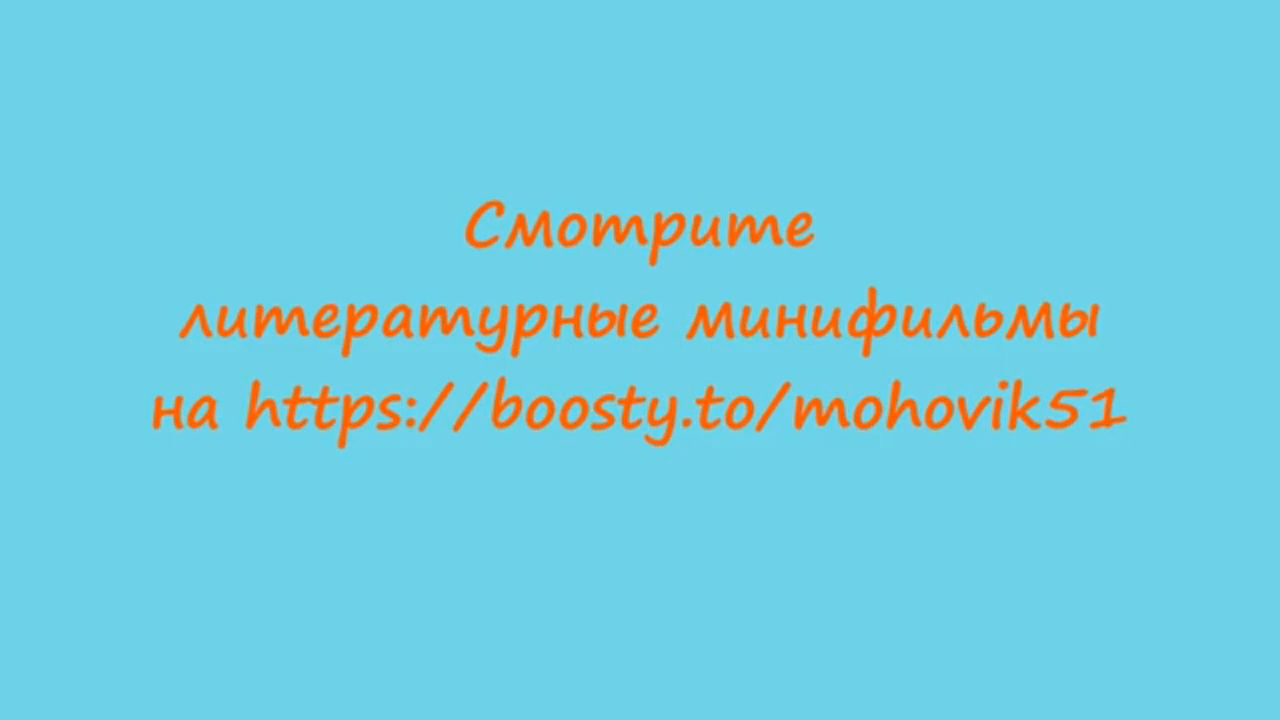 Смотрите
литературные минифильмы
на https://boosty.to/mohovik51